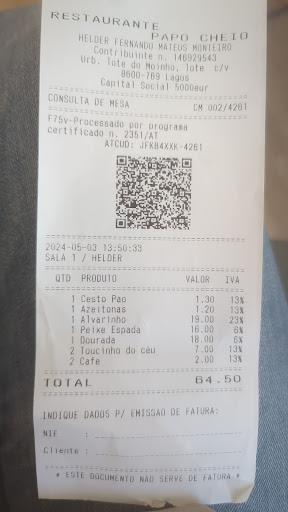 RESTAURANTE
PAPO CHEIO
HELDER FERNANDO MATEUS MONTEIRO
Contribuinte n. 146929543
Urb. lote do Moinho, lote c/v
8600-769 Lagos
Capital Social 5000eur
CONSULTA DE MESA CM 002/4261
F75v-Processado por programa
certificado n. 2351/AT
ATCUD: JFKB4XXK-4261
2024-05-03 13:50:33
SALA 1 / HELDER
QTD PRODUTO VALOR IVA
1 Cesto Pao 1.30 13%
1 Azeitonas 1.20 13%
1 Alvarinho 19.00 23%
1 Peixe Espada 16.00 6%
1 Dourada 18.00 6%
2 Toucinho do céu 7.00 13%
2 Cafe 2.00 13%
TOTAL 64.50
INDIQUE DADOS P/ EMISSAO DE FATURA:
NIF :
Cliente :
* ESTE DOCUMENTO NÃO SERVE DE FATURA *